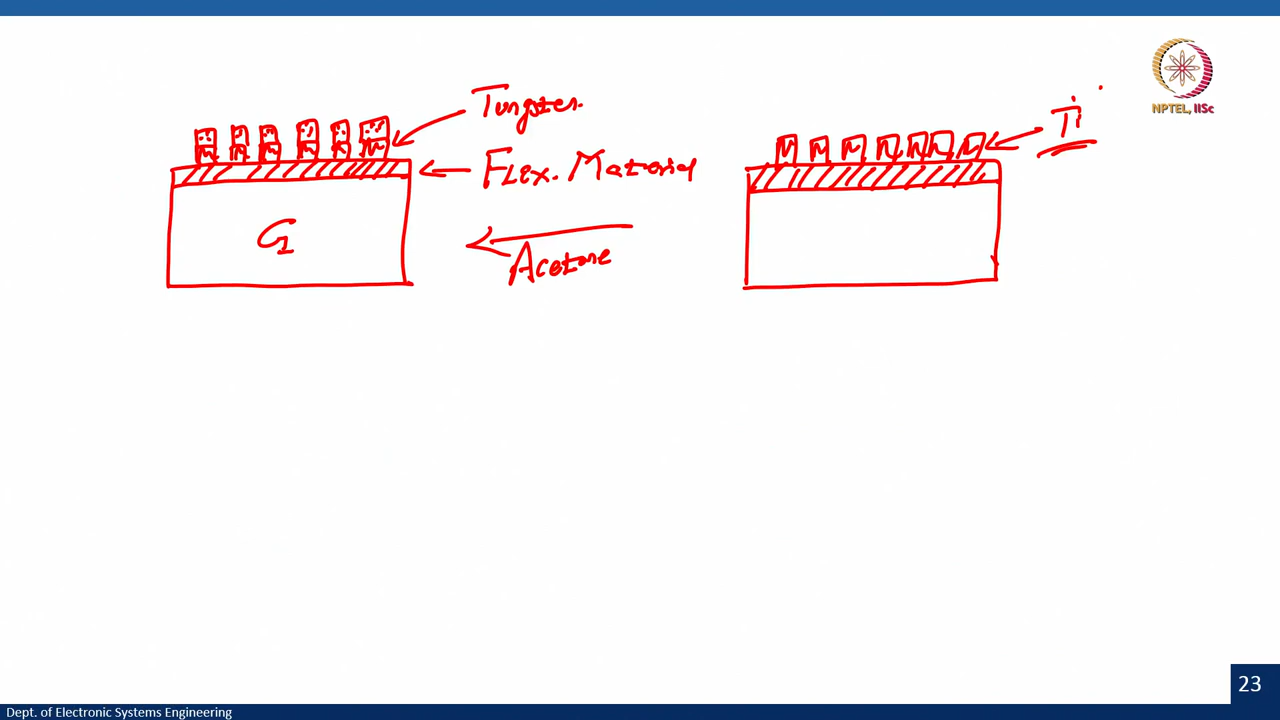 NPTEL, IISc
Tungsten
Flex. Material
G
Acetone
Ti
23
Dept. of Electronic Systems Engineering